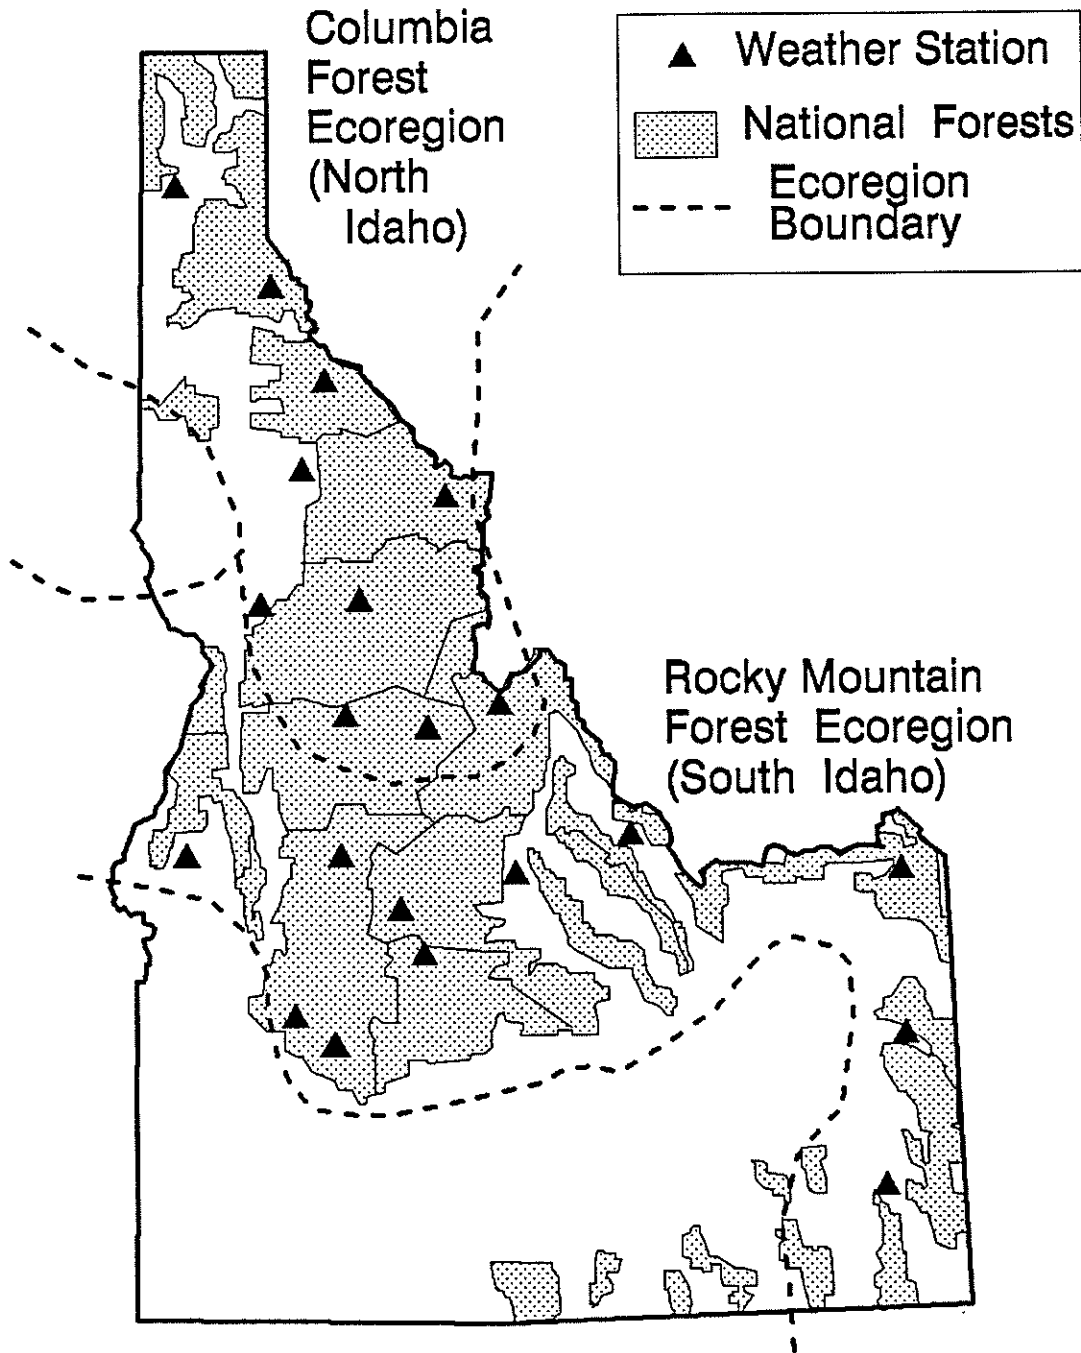 Columbia
Forest
Ecoregion
(North
Idaho)
Weather Station
National Forests
Ecoregion
Boundary
Rocky Mountain
Forest Ecoregion
(South Idaho)